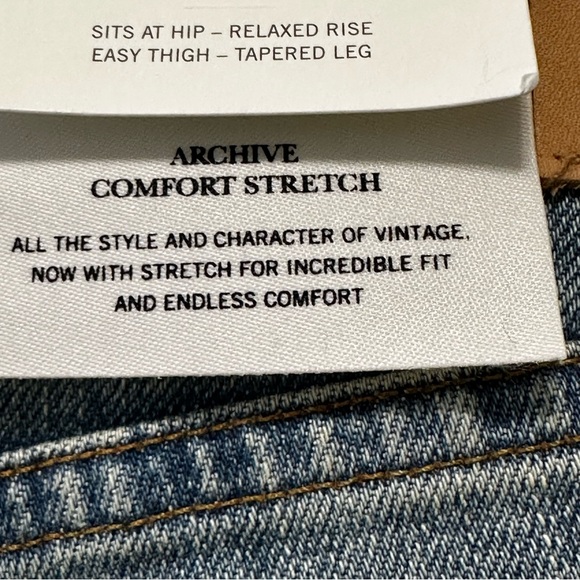 SITS AT HIP – RELAXED RISE
EASY THIGH – TAPERED LEG
ARCHIVE
COMFORT STRETCH
ALL THE STYLE AND CHARACTER OF VINTAGE,
NOW WITH STRETCH FOR INCREDIBLE FIT
AND ENDLESS COMFORT